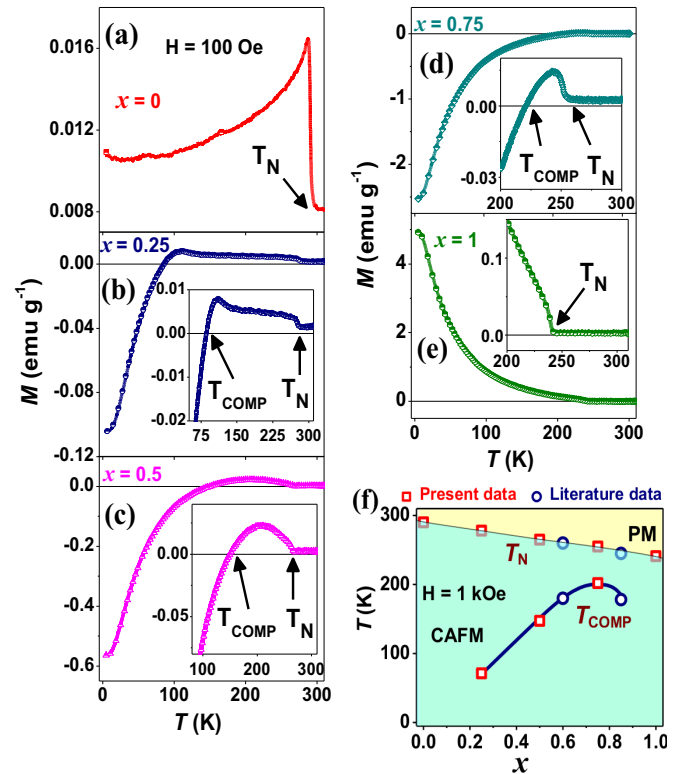 (a)
H = 100 Oe
x=0
T_N
0.016
0.012
0.008
x=0.25
(b)
0.00
-0.04
-0.08
-0.12
0.01
0.00
-0.01
-0.02
75 150 225 300
T_COMP
T_N
x=0.5
(c)
0.0
-0.2
-0.4
-0.6
0.00
-0.05
100 200 300
T_COMP
T_N
0 100 200 300
T (K)
M (emu g⁻¹)
x=0.75
(d)
0
-1
-2
0.00
-0.03
200 250 300
T_COMP
T_N
x=1
(e)
4
2
0
0.1
0.0
200 250 300
T_N
0 100 200 300
T (K)
M (emu g⁻¹)
(f)
Present data
Literature data
PM
T_N
H = 1 kOe
CAFM
T_COMP
300
200
100
0
T (K)
0.0 0.2 0.4 0.6 0.8 1.0
x